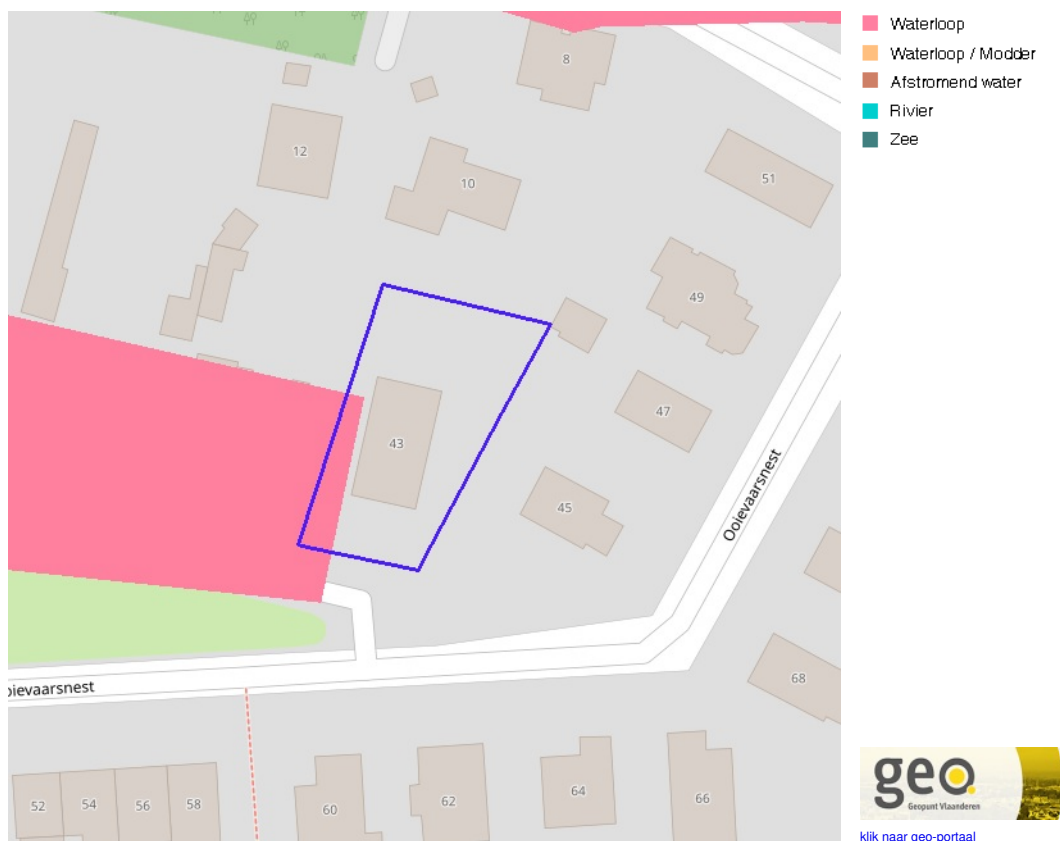 Waterloop
Waterloop / Modder
Afstromend water
Rivier
Zee
8
12
10
51
49
43
47
45
Ooievaarsnest
68
oievaarsnest
52
54
56
58
60
62
64
66
geo.
Geopunt Vlaanderen
klik naar geo-portaal